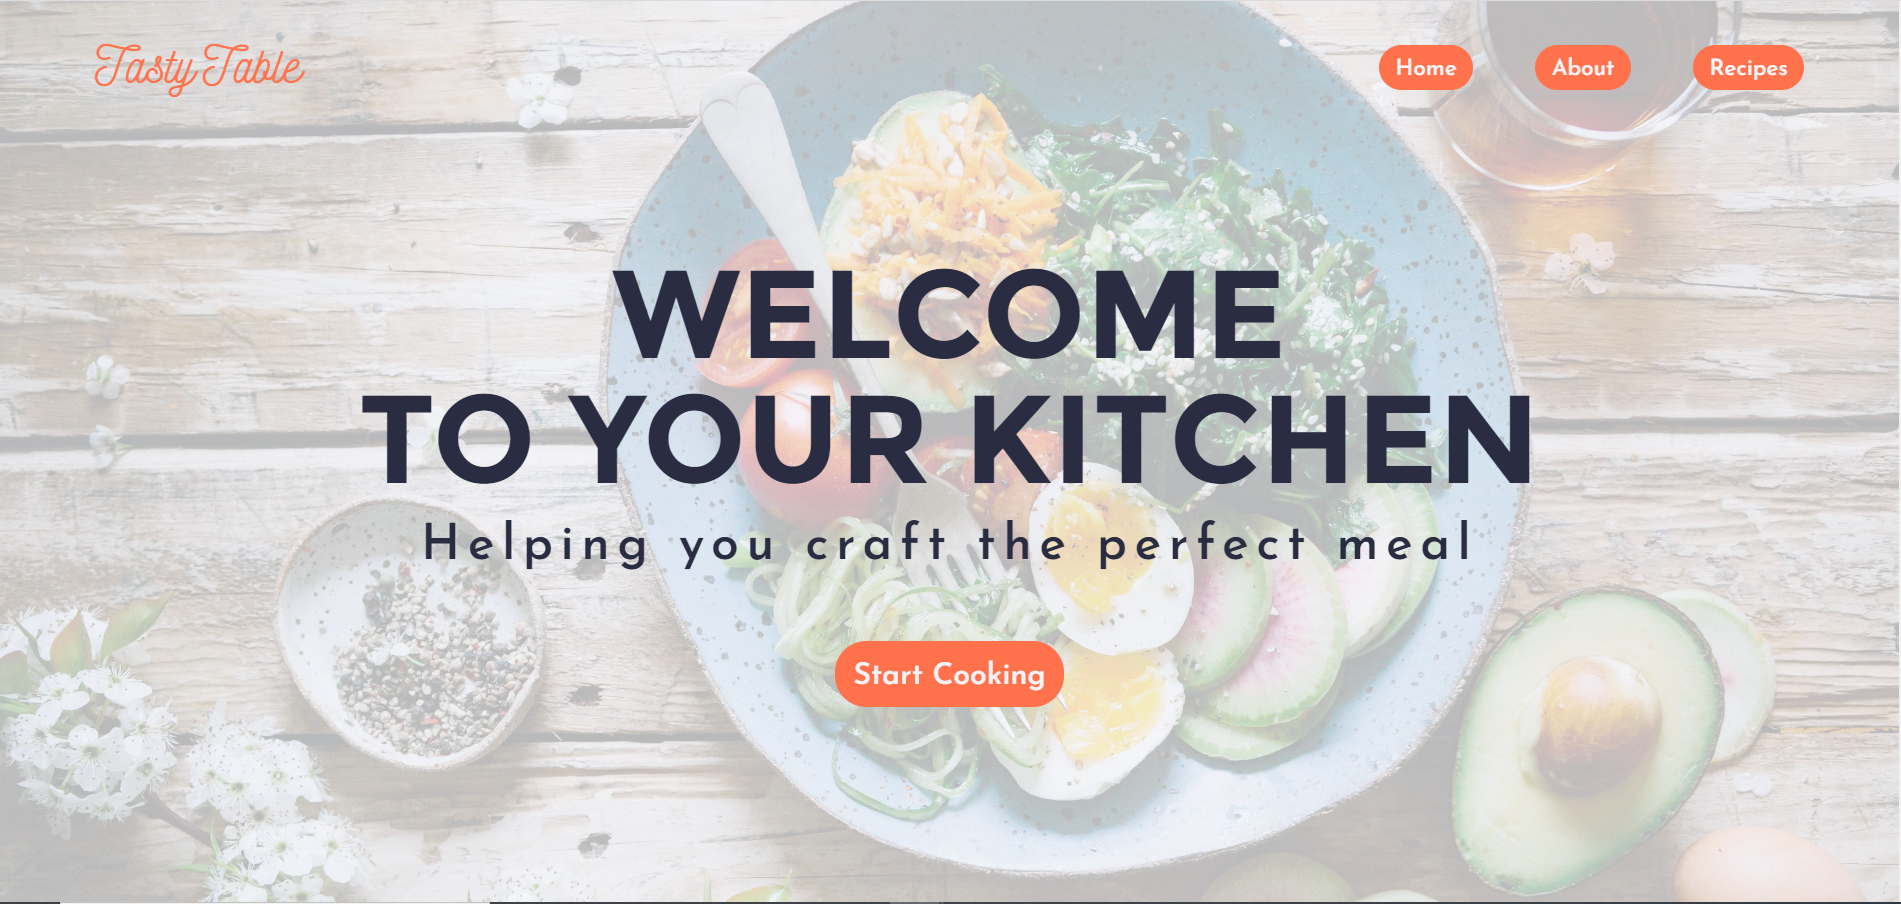 Tasty Table
Home About Recipes
WELCOME
TO YOUR KITCHEN
Helping you craft the perfect meal
Start Cooking